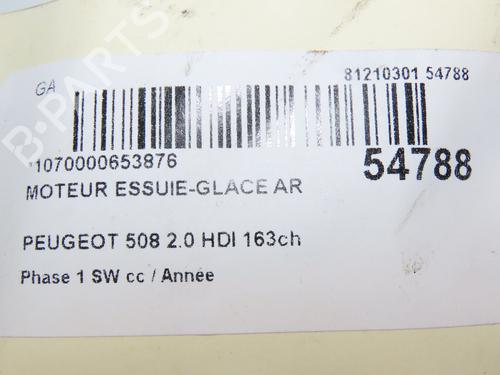 GA
81210301 54788
*1070000653876
54788
MOTEUR ESSUIE-GLACE AR
PEUGEOT 508 2.0 HDI 163ch
Phase 1 SW cc / Année
B-PARTS